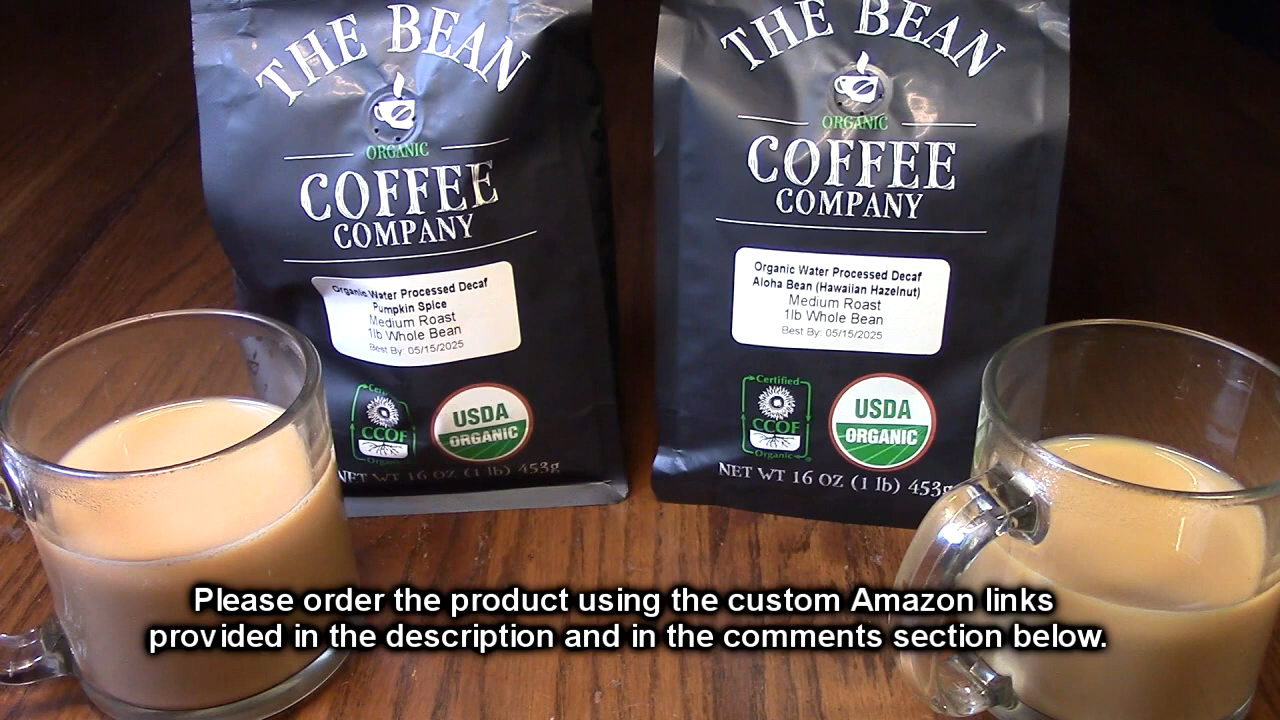 THE BEAN
ORGANIC
COFFEE
COMPANY
Organic Water Processed Decaf
Pumpkin Spice
Medium Roast
1lb Whole Bean
Best By: 05/15/2025
CCOF
Organic
USDA
ORGANIC
NET WT 16 OZ (1 lb) 453g
THE BEAN
ORGANIC
COFFEE
COMPANY
Organic Water Processed Decaf
Aloha Bean (Hawaiian Hazelnut)
Medium Roast
1lb Whole Bean
Best By: 05/15/2025
Certified
CCOF
Organic
USDA
ORGANIC
NET WT 16 OZ (1 lb) 453g
Please order the product using the custom Amazon links
provided in the description and in the comments section below.